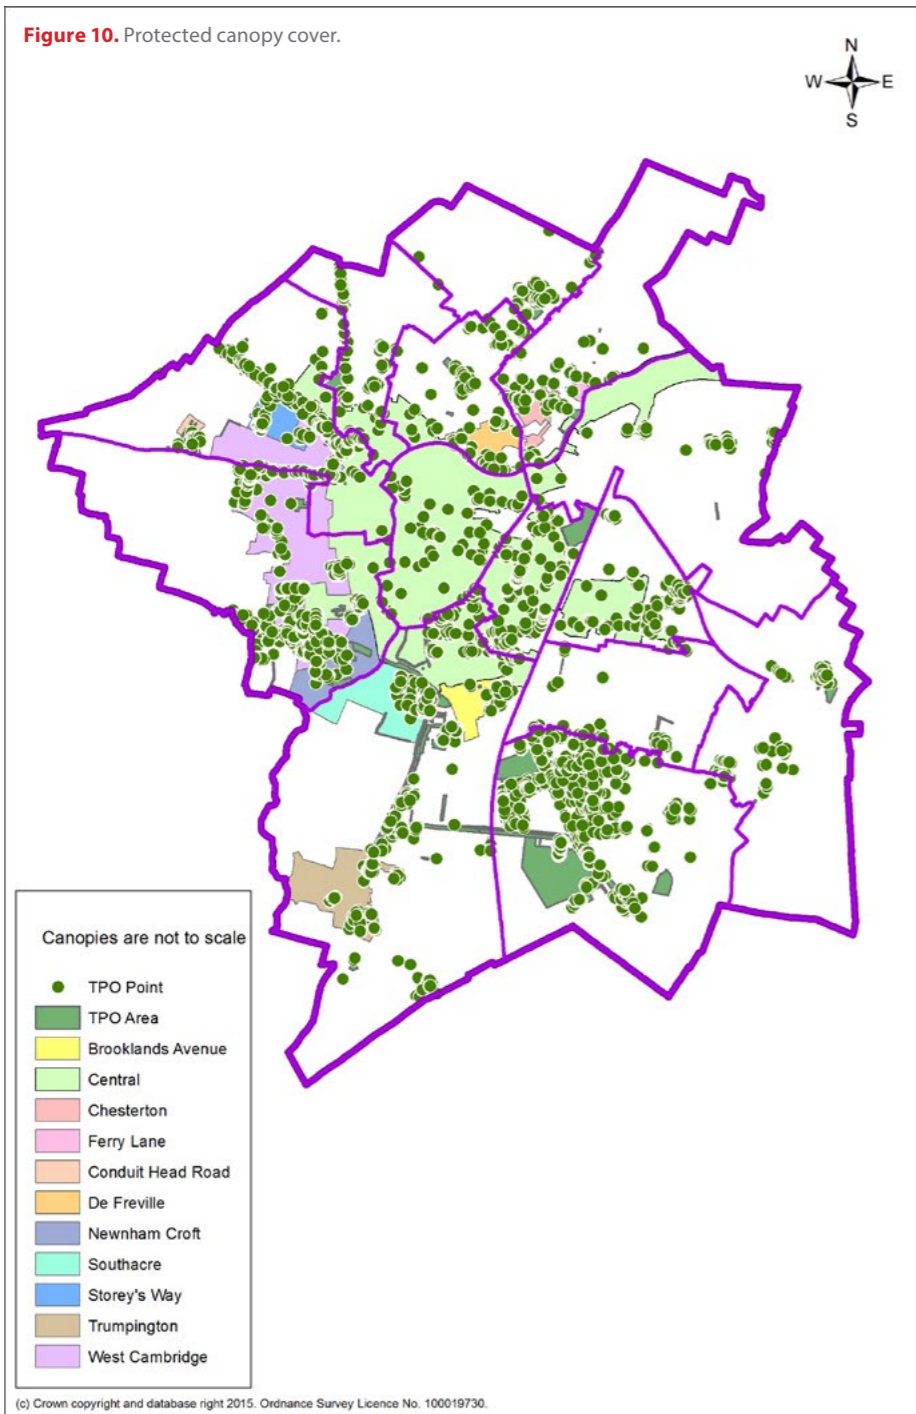 Figure 10. Protected canopy cover.
N
W E
S
Canopies are not to scale
TPO Point
TPO Area
Brooklands Avenue
Central
Chesterton
Ferry Lane
Conduit Head Road
De Freville
Newnham Croft
Southacre
Storey's Way
Trumpington
West Cambridge
(c) Crown copyright and database right 2015. Ordnance Survey Licence No. 100019730.